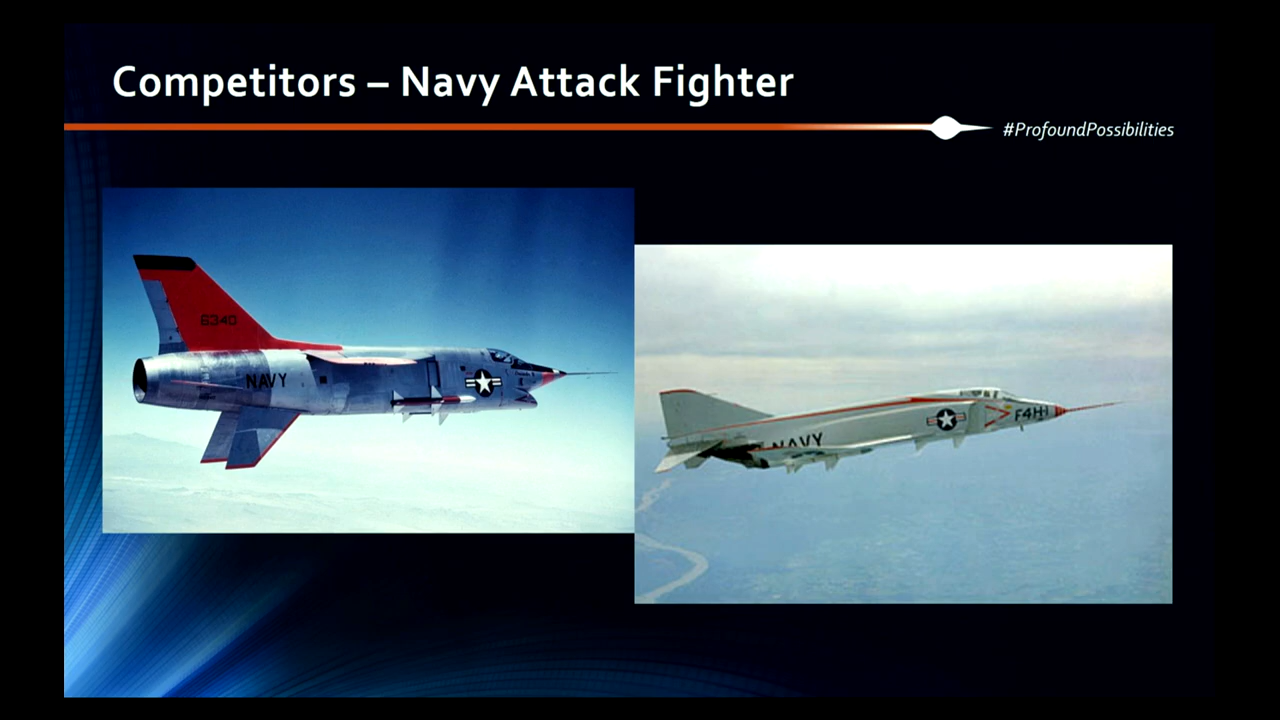 Competitors – Navy Attack Fighter
#ProfoundPossibilities
6340
NAVY
F4H-1
NAVY